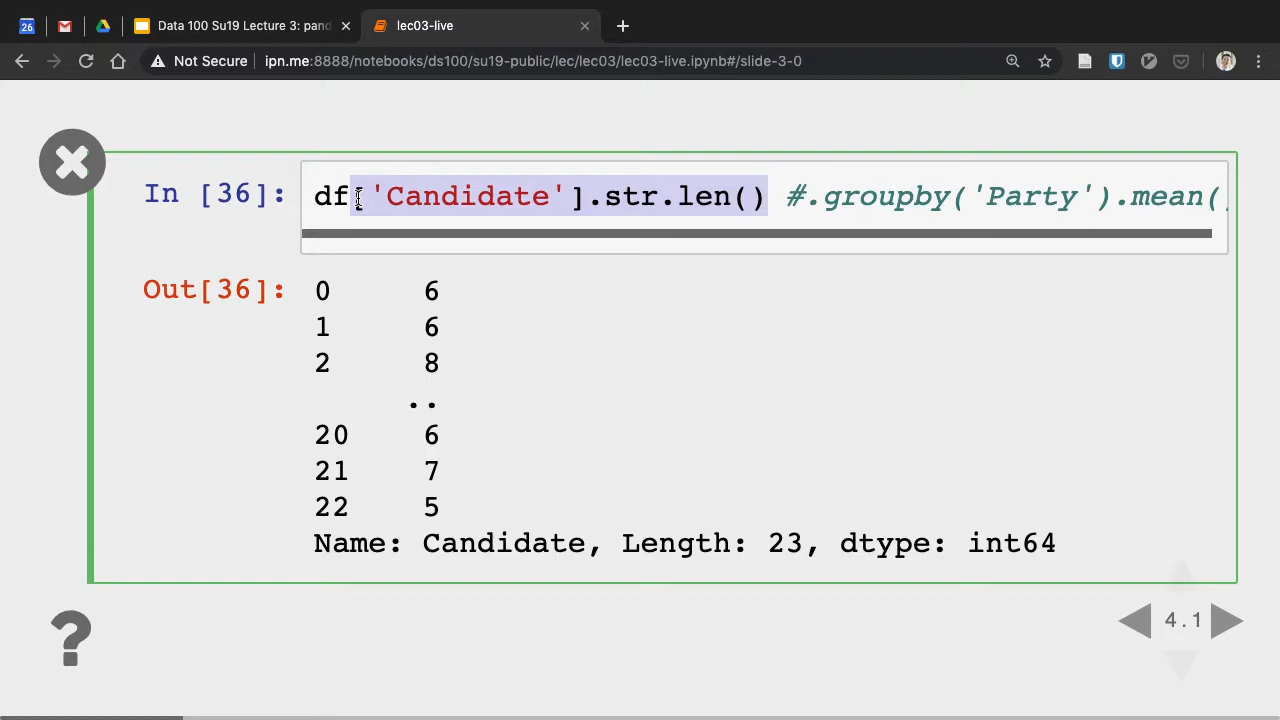 26 Data 100 Su19 Lecture 3: pand lec03-live
Not Secure ipn.me:8888/notebooks/ds100/su19-public/lec/lec03/lec03-live.ipynb#/slide-3-0
In [36]: df['Candidate'].str.len() #.groupby('Party').mean()
Out[36]: 0 6
1 6
2 8
..
20 6
21 7
22 5
Name: Candidate, Length: 23, dtype: int64
?
4.1